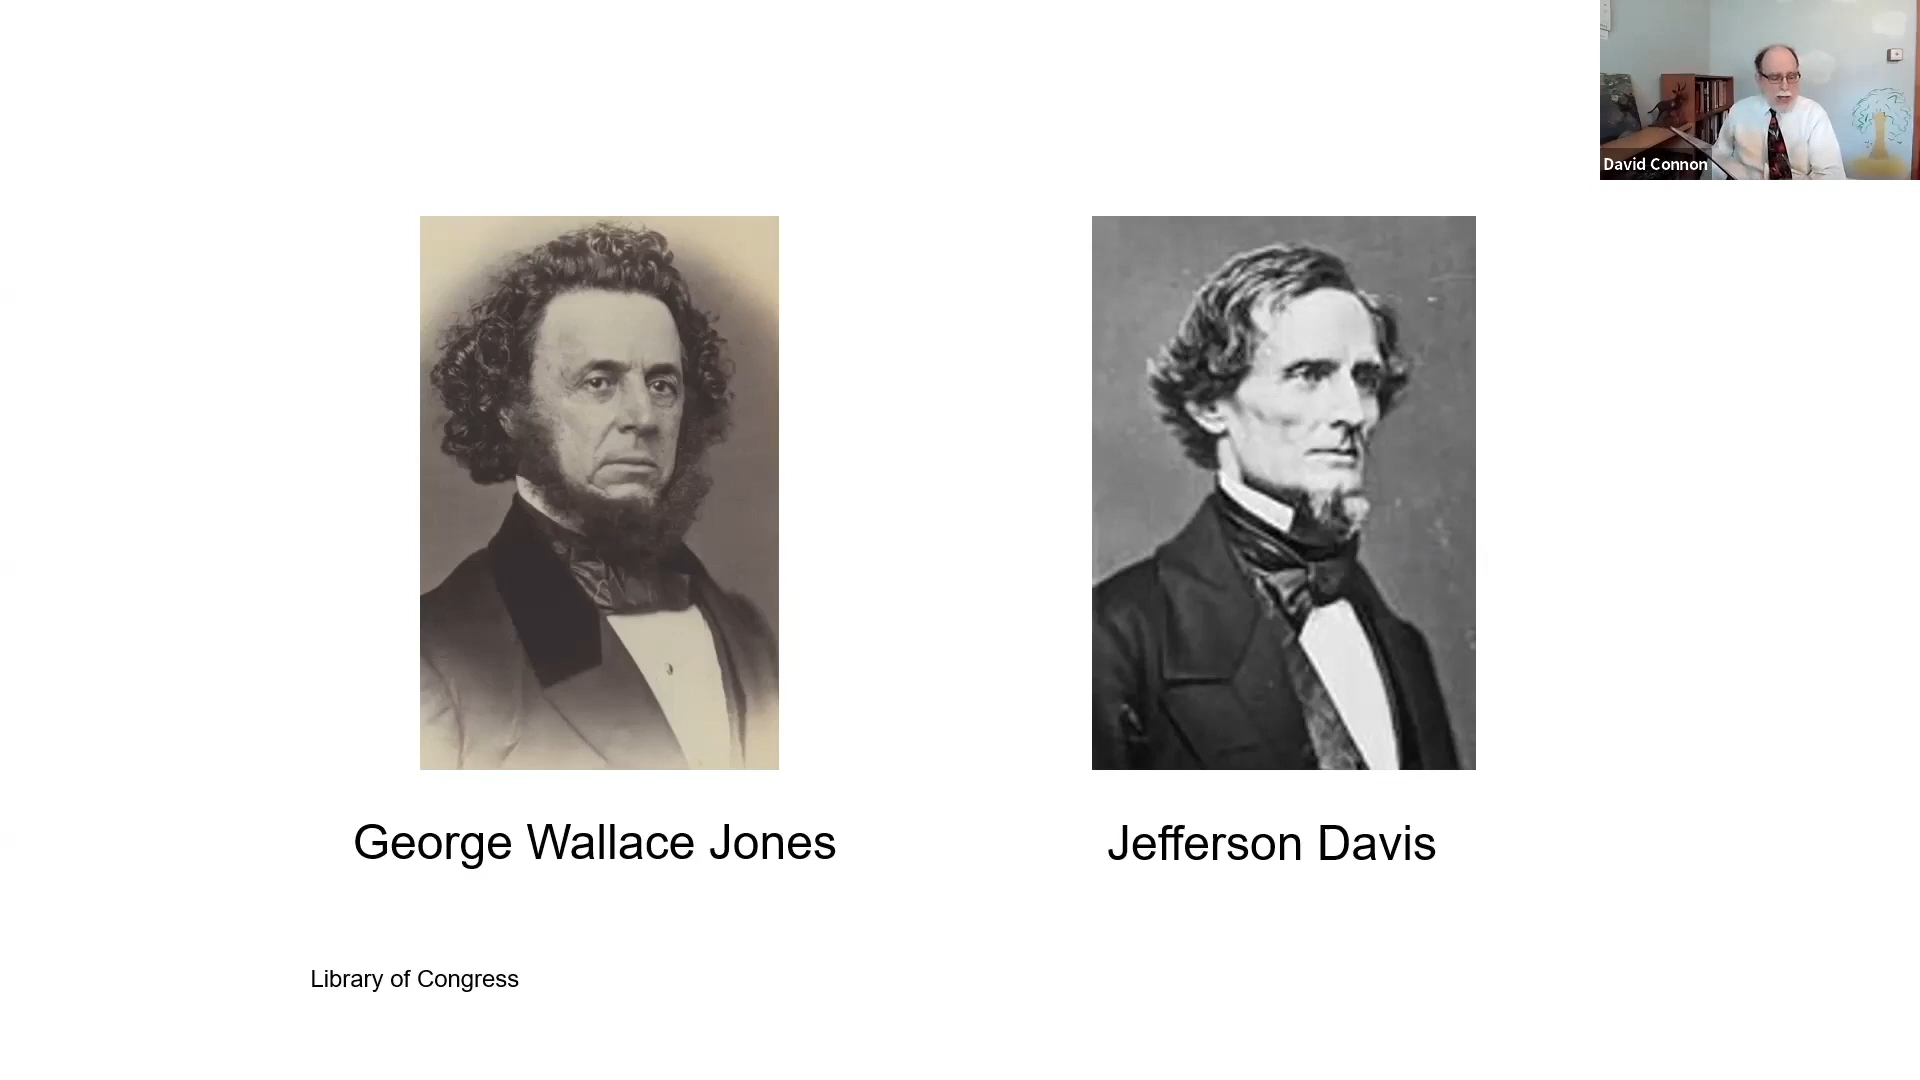 David Connon
George Wallace Jones
Jefferson Davis
Library of Congress